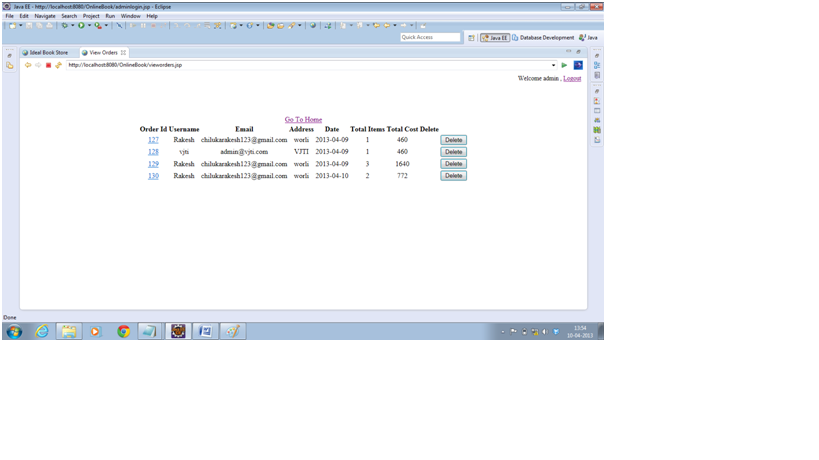 Java EE - http://localhost:8080/OnlineBook/adminlogin.jsp - Eclipse
File Edit Navigate Search Project Run Window Help
Quick Access Java EE Database Development Java
Ideal Book Store View Orders
http://localhost:8080/OnlineBook/vieworders.jsp
Welcome admin , Logout
Go To Home
Order Id Username Email Address Date Total Items Total Cost Delete
127 Rakesh chilukarakesh123@gmail.com worli 2013-04-09 1 460 Delete
128 vjti admin@vjti.com VJTI 2013-04-09 1 460 Delete
129 Rakesh chilukarakesh123@gmail.com worli 2013-04-09 3 1640 Delete
130 Rakesh chilukarakesh123@gmail.com worli 2013-04-10 2 772 Delete
Done
13:54
10-04-2013